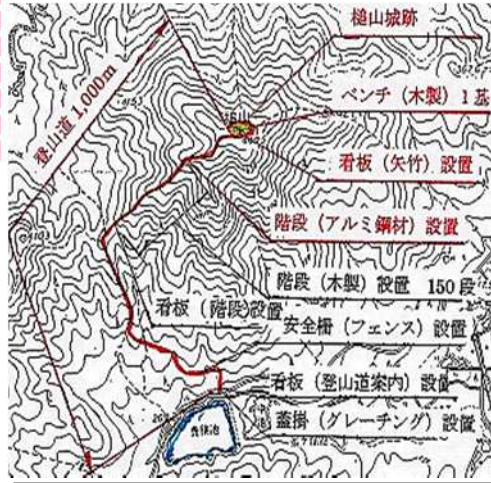 槌山城跡
ベンチ（木製）1基
登山道1,000m
看板（矢竹）設置
階段（アルミ鋼材）設置
階段（木製）設置 150段
看板（階段）設置
安全柵（フェンス）設置
看板（登山道案内）設置
蓋掛（グレーチング）設置